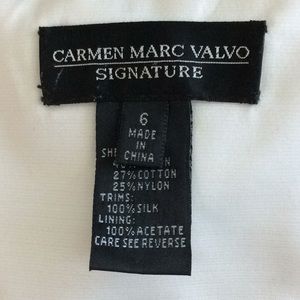 CARMEN MARC VALVO
SIGNATURE
6
MADE
IN
CHINA
27%COTTON
25%NYLON
TRIMS:
100%SILK
LINING:
100%ACETATE
CARE SEE REVERSE